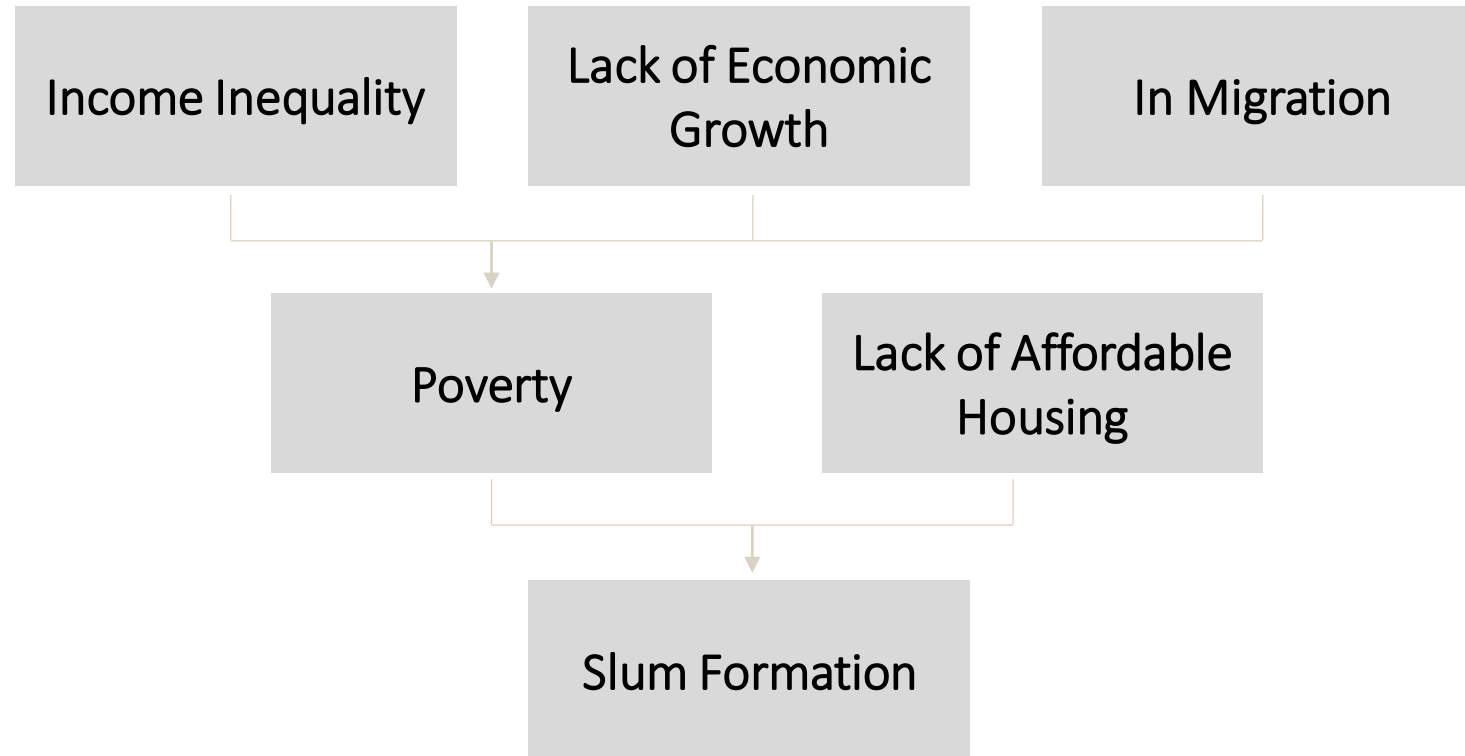 Income Inequality
Lack of Economic
Growth
In Migration
Poverty
Lack of Affordable
Housing
Slum Formation